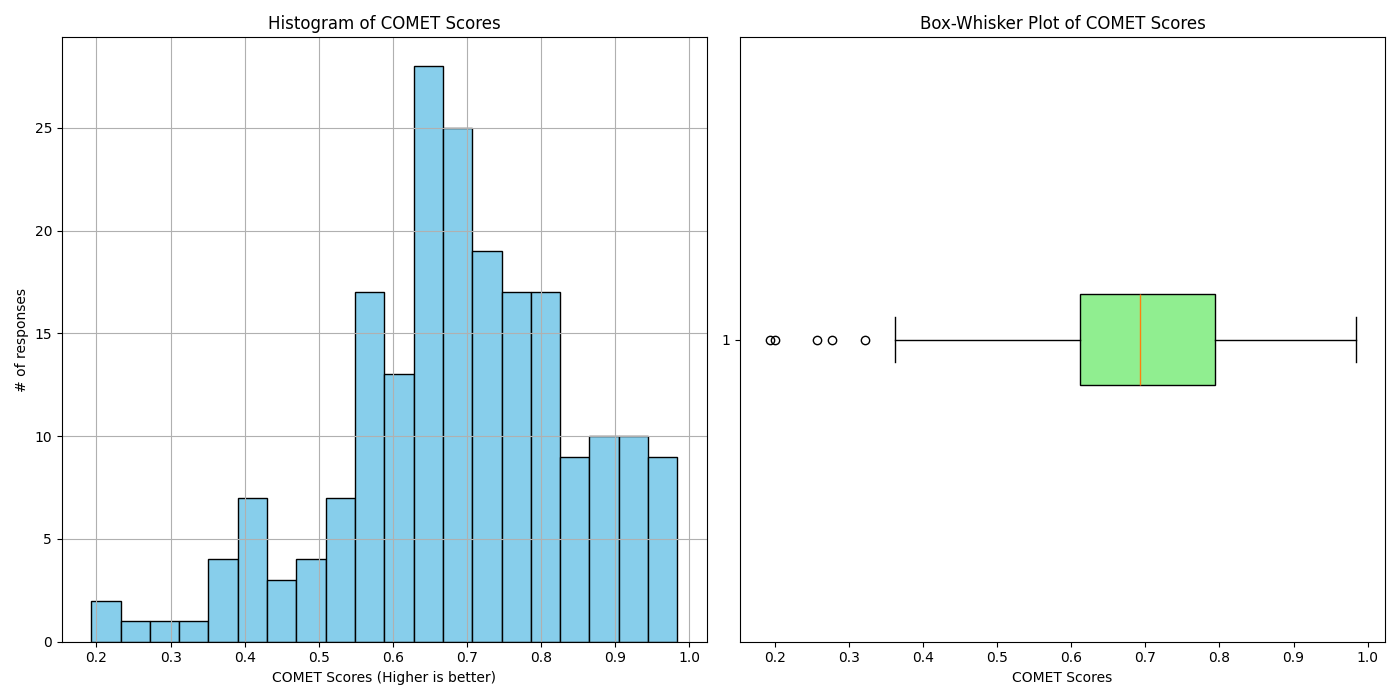 Histogram of COMET Scores
# of responses
25
20
15
10
5
0
0.2 0.3 0.4 0.5 0.6 0.7 0.8 0.9 1.0
COMET Scores (Higher is better)
Box-Whisker Plot of COMET Scores
1
0.2 0.3 0.4 0.5 0.6 0.7 0.8 0.9 1.0
COMET Scores